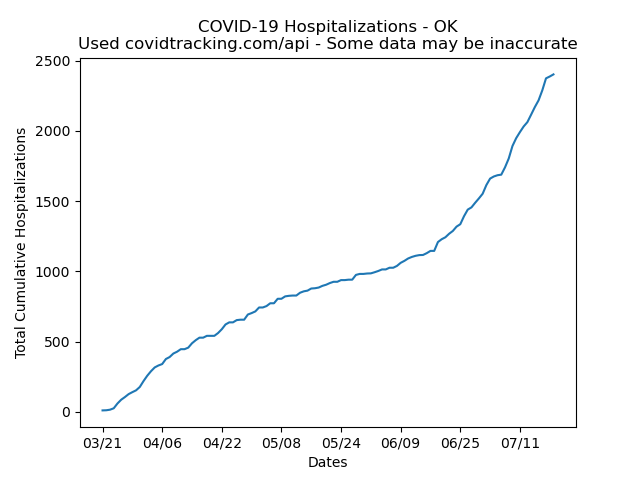 COVID-19 Hospitalizations - OK
Used covidtracking.com/api - Some data may be inaccurate
2500
2000
1500
1000
500
0
Total Cumulative Hospitalizations
03/21 04/06 04/22 05/08 05/24 06/09 06/25 07/11
Dates